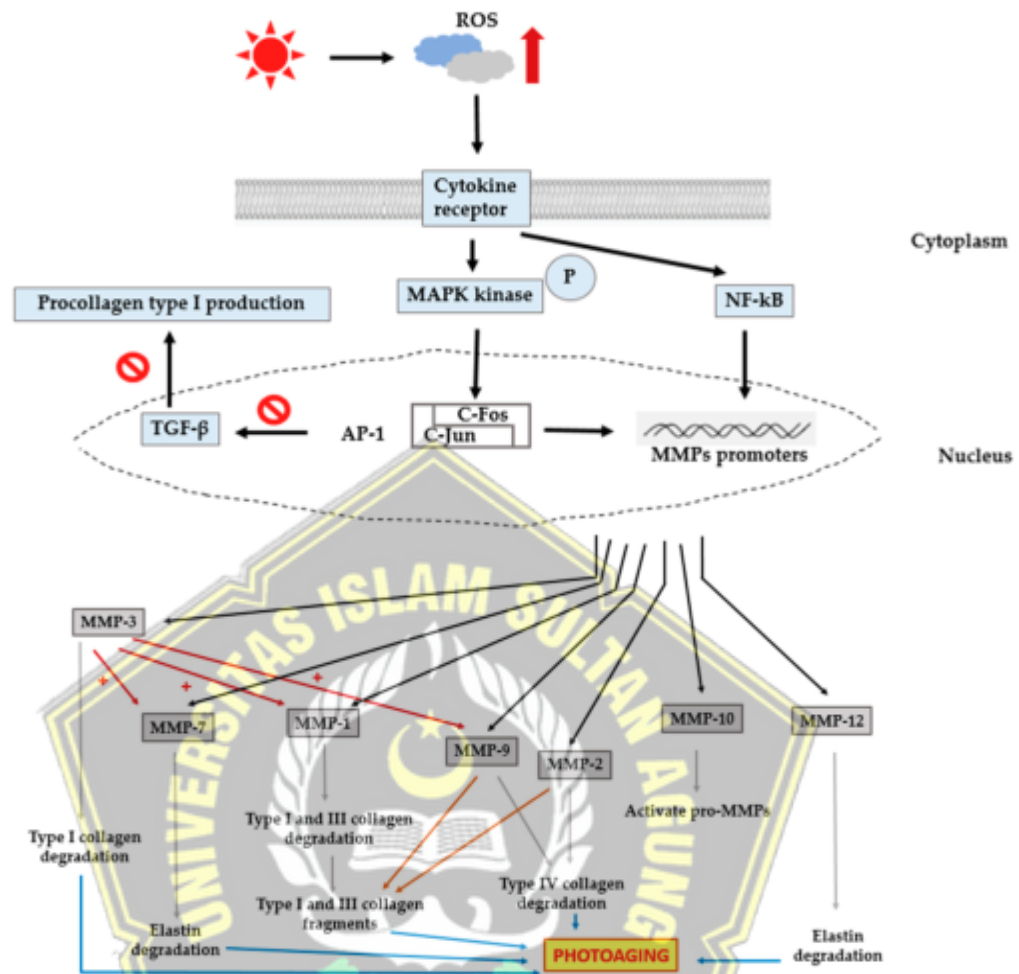 ROS
Cytokine
receptor
Cytoplasm
P
MAPK kinase
NF-kB
Procollagen type I production
TGF-β
AP-1
C-Fos
C-Jun
MMPs promoters
Nucleus
UNIVERSITAS ISLAM SULTAN AGUNG
MMP-3
+
+
+
MMP-7
MMP-1
MMP-9
MMP-2
MMP-10
MMP-12
Activate pro-MMPs
Type I collagen
degradation
Type I and III collagen
degradation
Type I and III collagen
fragments
Type IV collagen
degradation
Elastin
degradation
PHOTOAGING
Elastin
degradation